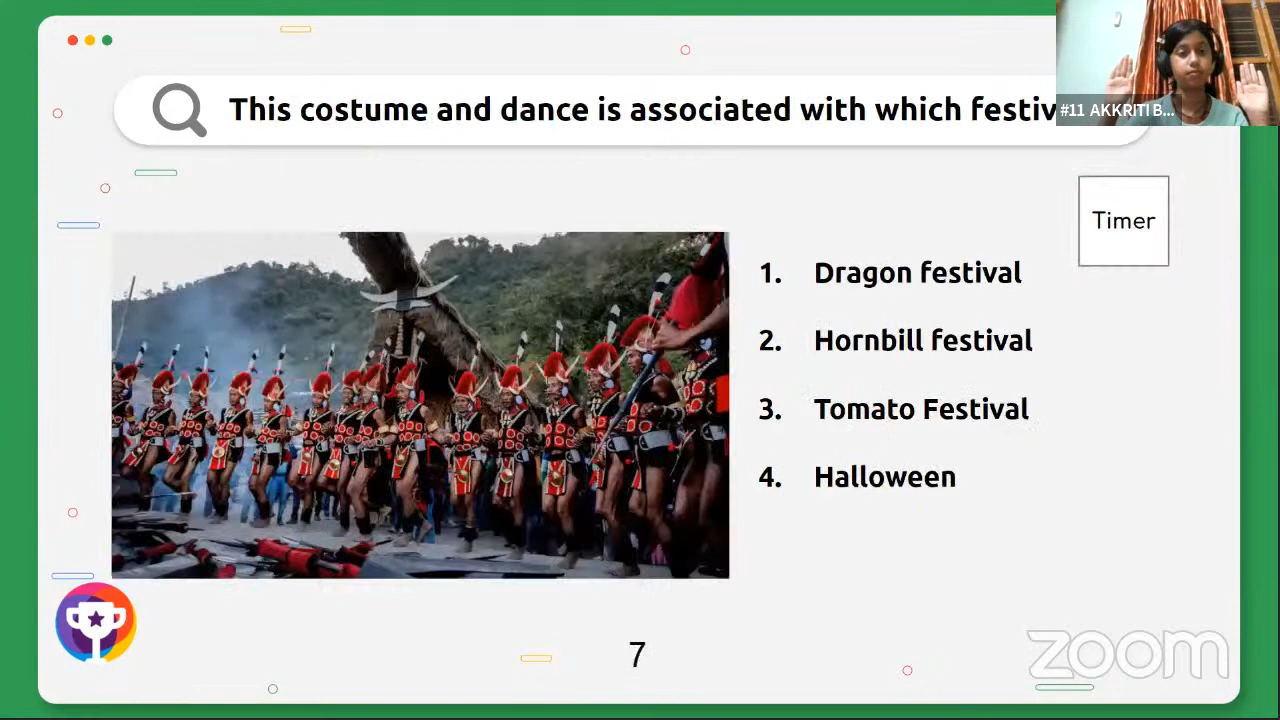 This costume and dance is associated with which festiv
#11 AKKRITI B...
Timer
1. Dragon festival
2. Hornbill festival
3. Tomato Festival
4. Halloween
7
zoom